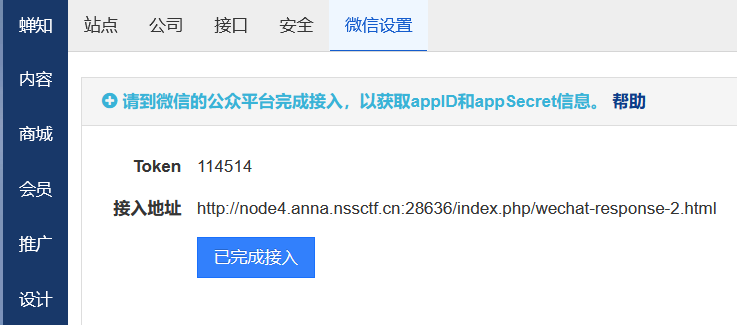 蝉知
站点 公司 接口 安全 微信设置
内容
请到微信的公众平台完成接入，以获取appID和appSecret信息。 帮助
商城
Token 114514
会员
接入地址 http://node4.anna.nssctf.cn:28636/index.php/wechat-response-2.html
推广
已完成接入
设计